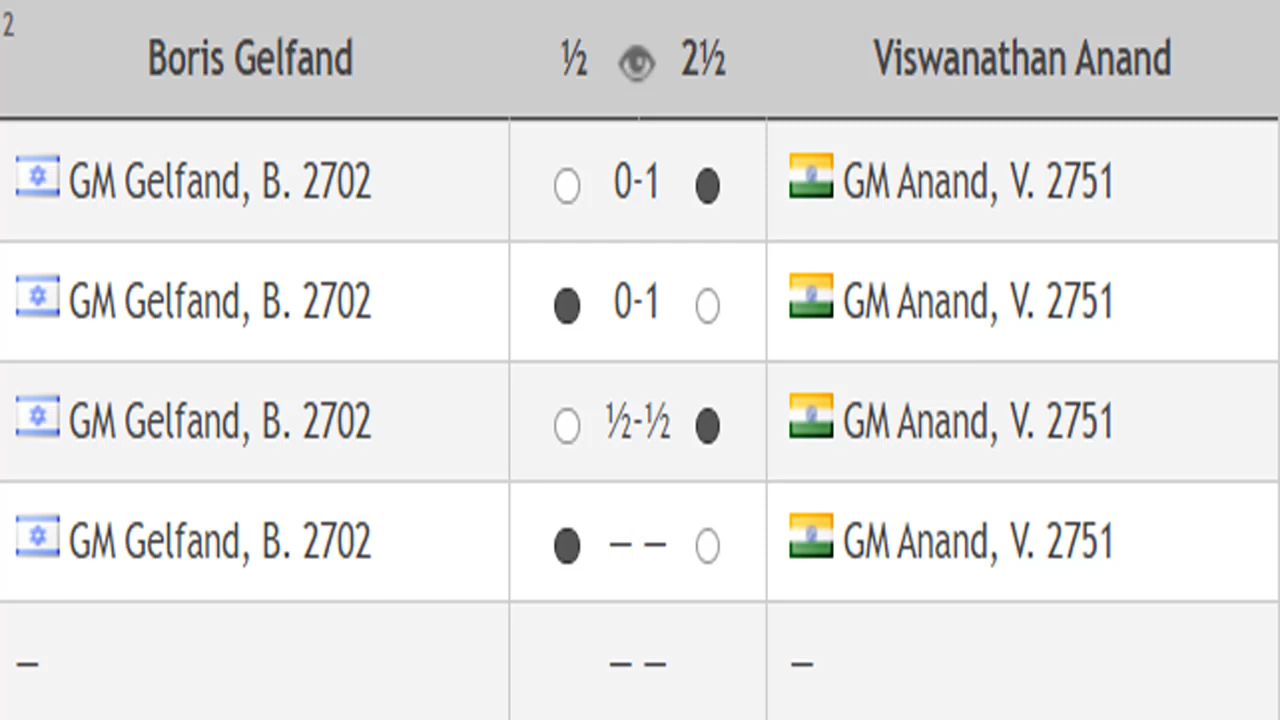 2
Boris Gelfand ½ 2½ Viswanathan Anand
GM Gelfand, B. 2702 0-1 GM Anand, V. 2751
GM Gelfand, B. 2702 0-1 GM Anand, V. 2751
GM Gelfand, B. 2702 ½-½ GM Anand, V. 2751
GM Gelfand, B. 2702 – – GM Anand, V. 2751
– – – –